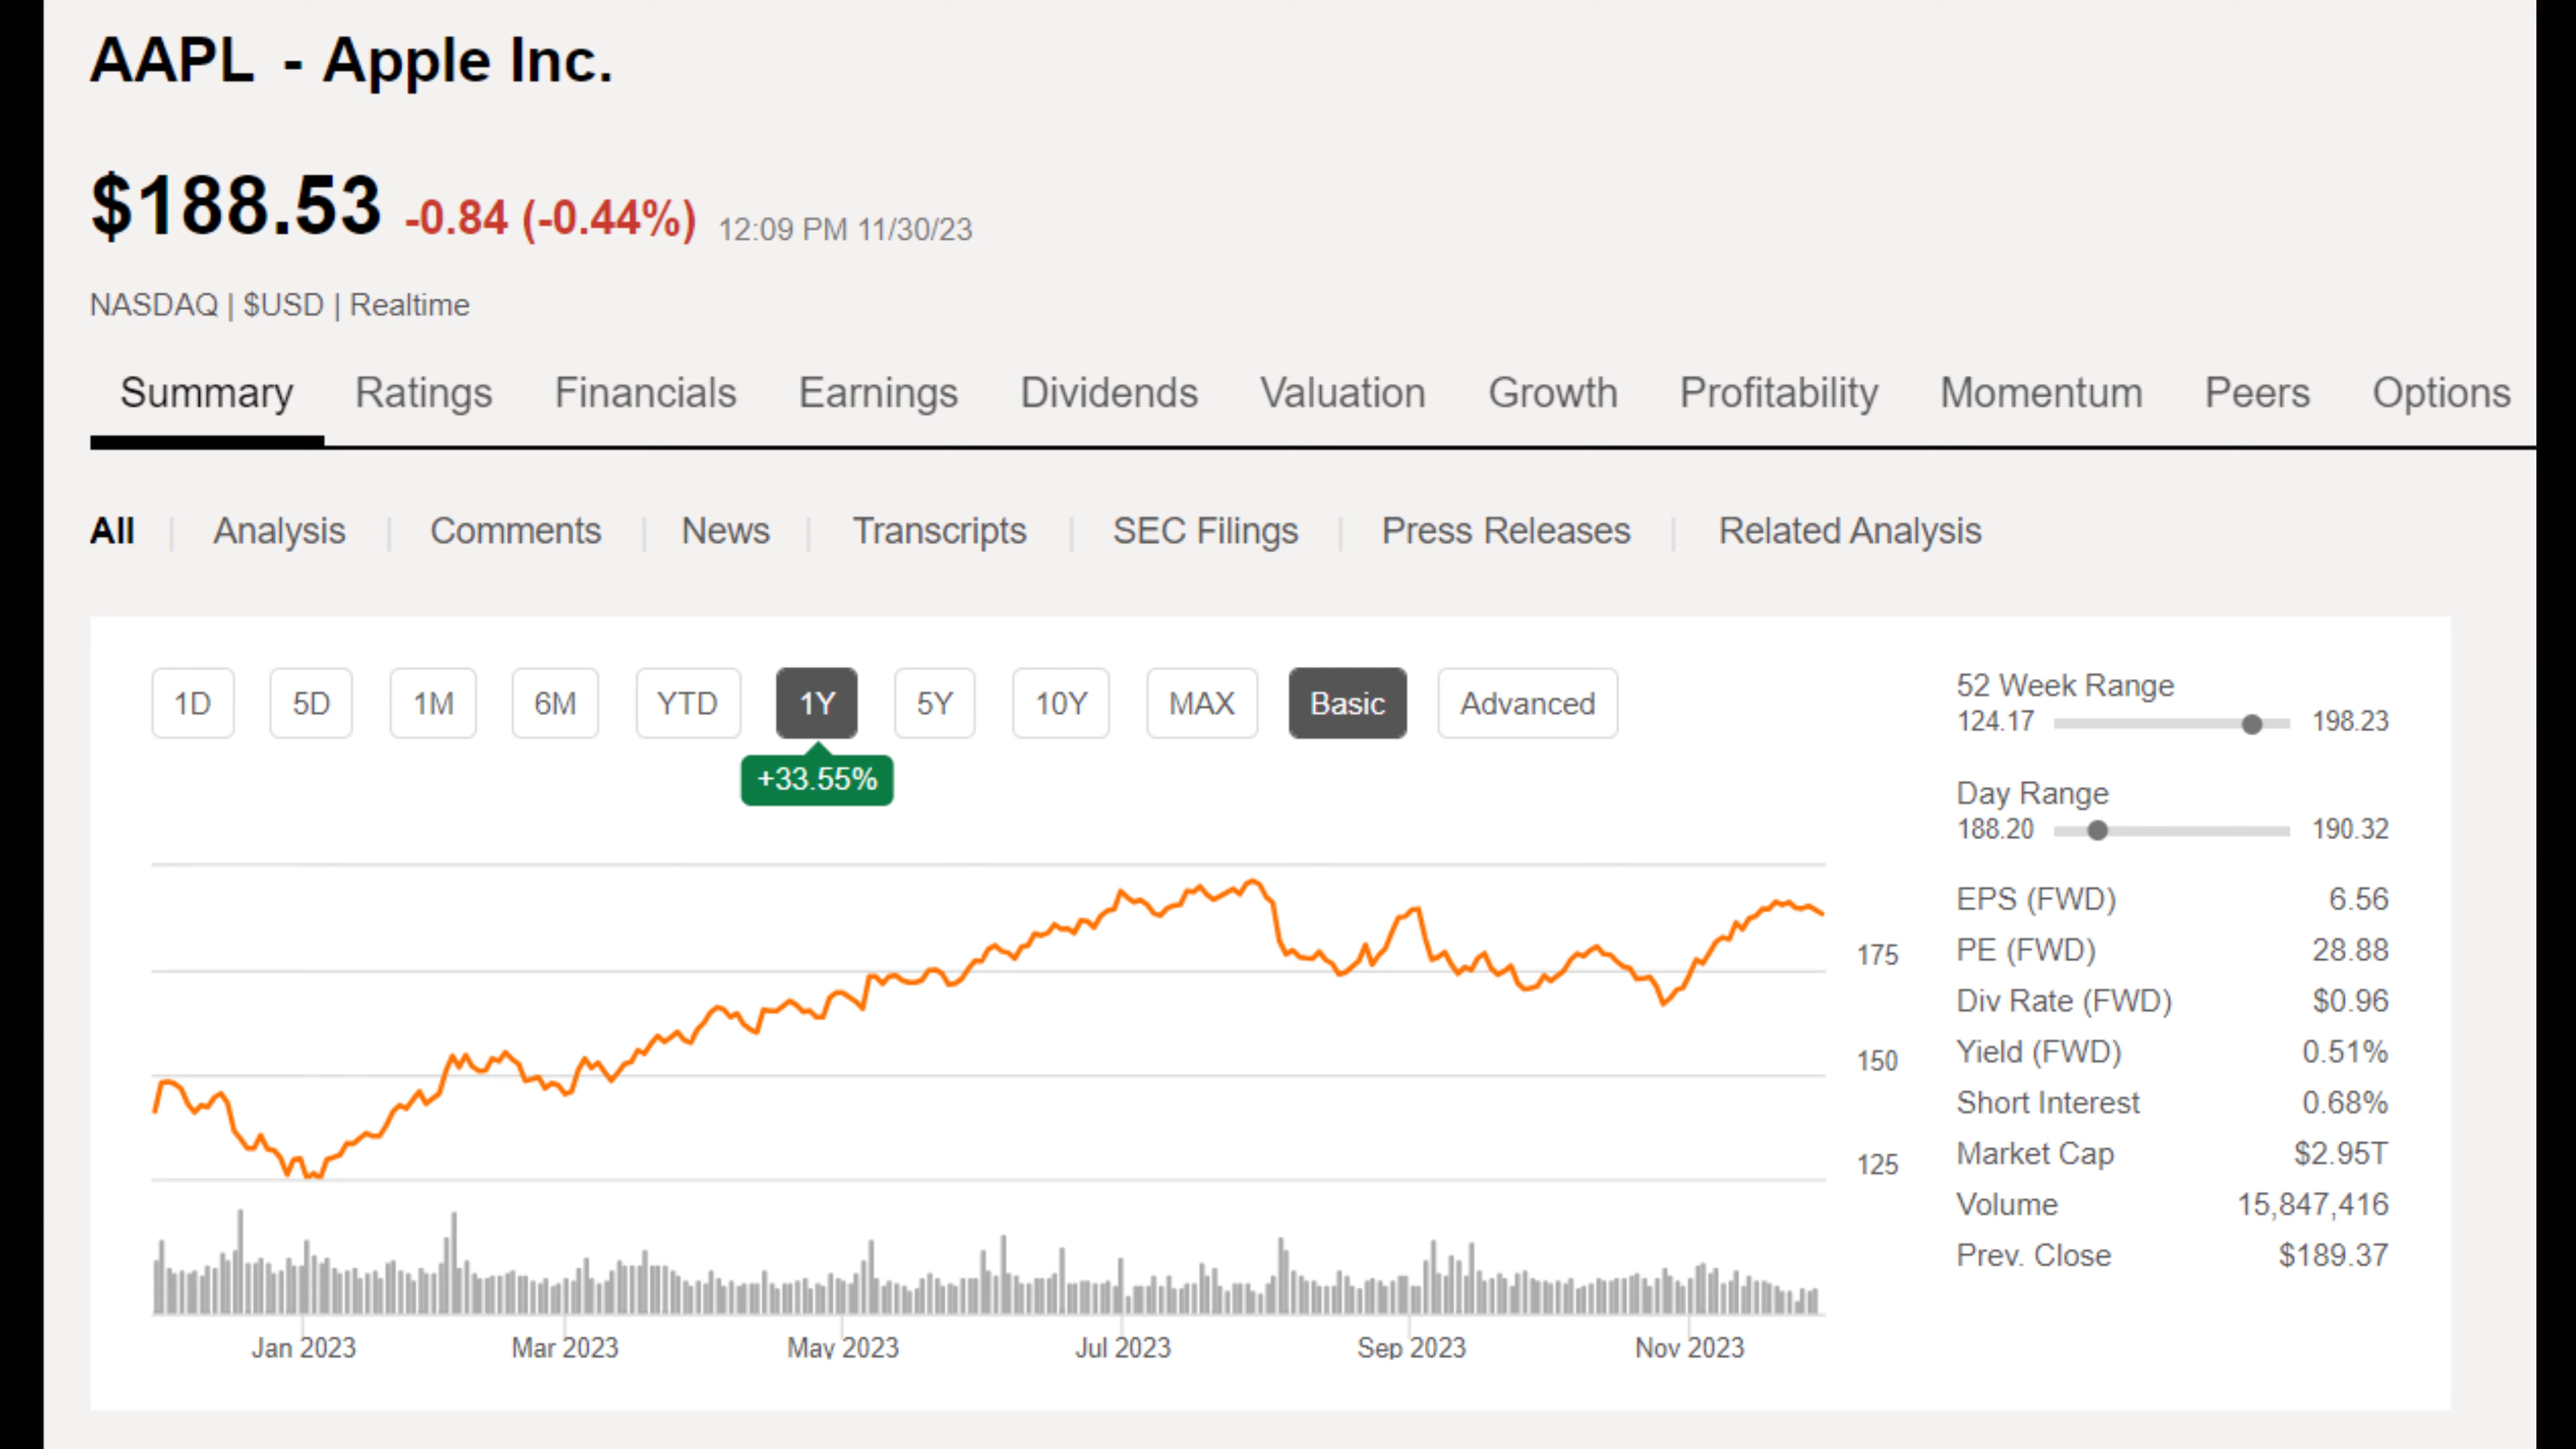 AAPL - Apple Inc.
$188.53 -0.84 (-0.44%) 12:09 PM 11/30/23
NASDAQ | $USD | Realtime
Summary Ratings Financials Earnings Dividends Valuation Growth Profitability Momentum Peers Options
All | Analysis | Comments | News | Transcripts | SEC Filings | Press Releases | Related Analysis
1D 5D 1M 6M YTD 1Y 5Y 10Y MAX Basic Advanced
+33.55%
175
150
125
Jan 2023 Mar 2023 May 2023 Jul 2023 Sep 2023 Nov 2023
52 Week Range
124.17 198.23
Day Range
188.20 190.32
EPS (FWD) 6.56
PE (FWD) 28.88
Div Rate (FWD) $0.96
Yield (FWD) 0.51%
Short Interest 0.68%
Market Cap $2.95T
Volume 15,847,416
Prev. Close $189.37